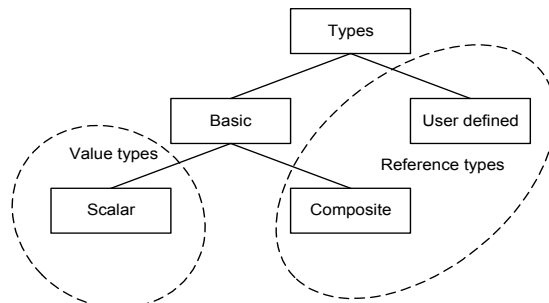 Types
Basic
User defined
Value types
Reference types
Scalar
Composite